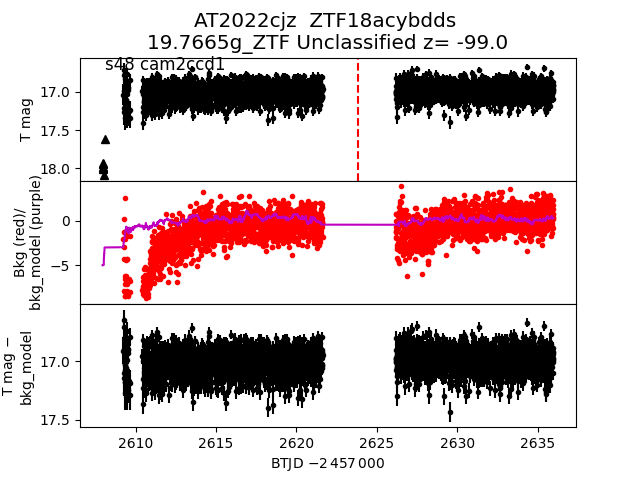 AT2022cjz  ZTF18acybdds
19.7665g_ZTF Unclassified z= -99.0
s48 cam2ccd1
T mag
17.0
17.5
18.0
Bkg (red)/
bkg_model (purple)
0
−5
T mag −
bkg_model
17.0
17.5
2610
2615
2620
2625
2630
2635
BTJD −2 457 000